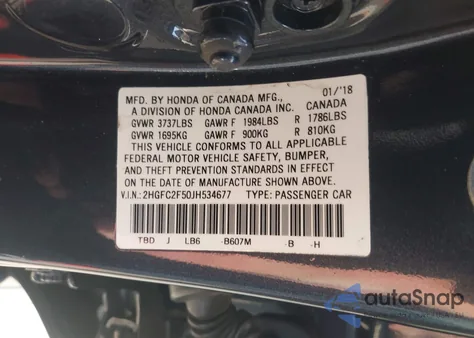 MFD. BY HONDA OF CANADA MFG., 01/'18
A DIVISION OF HONDA CANADA INC. CANADA
GVWR 3737LBS GAWR F 1984LBS R 1786LBS
GVWR 1695KG GAWR F 900KG R 810KG
THIS VEHICLE CONFORMS TO ALL APPLICABLE
FEDERAL MOTOR VEHICLE SAFETY, BUMPER,
AND THEFT PREVENTION STANDARDS IN EFFECT
ON THE DATE OF MANUFACTURE SHOWN ABOVE.
V.I.N.: 2HGFC2F50JH534677 TYPE: PASSENGER CAR
TBD J LB6 -B607M -B -H
autoSnap